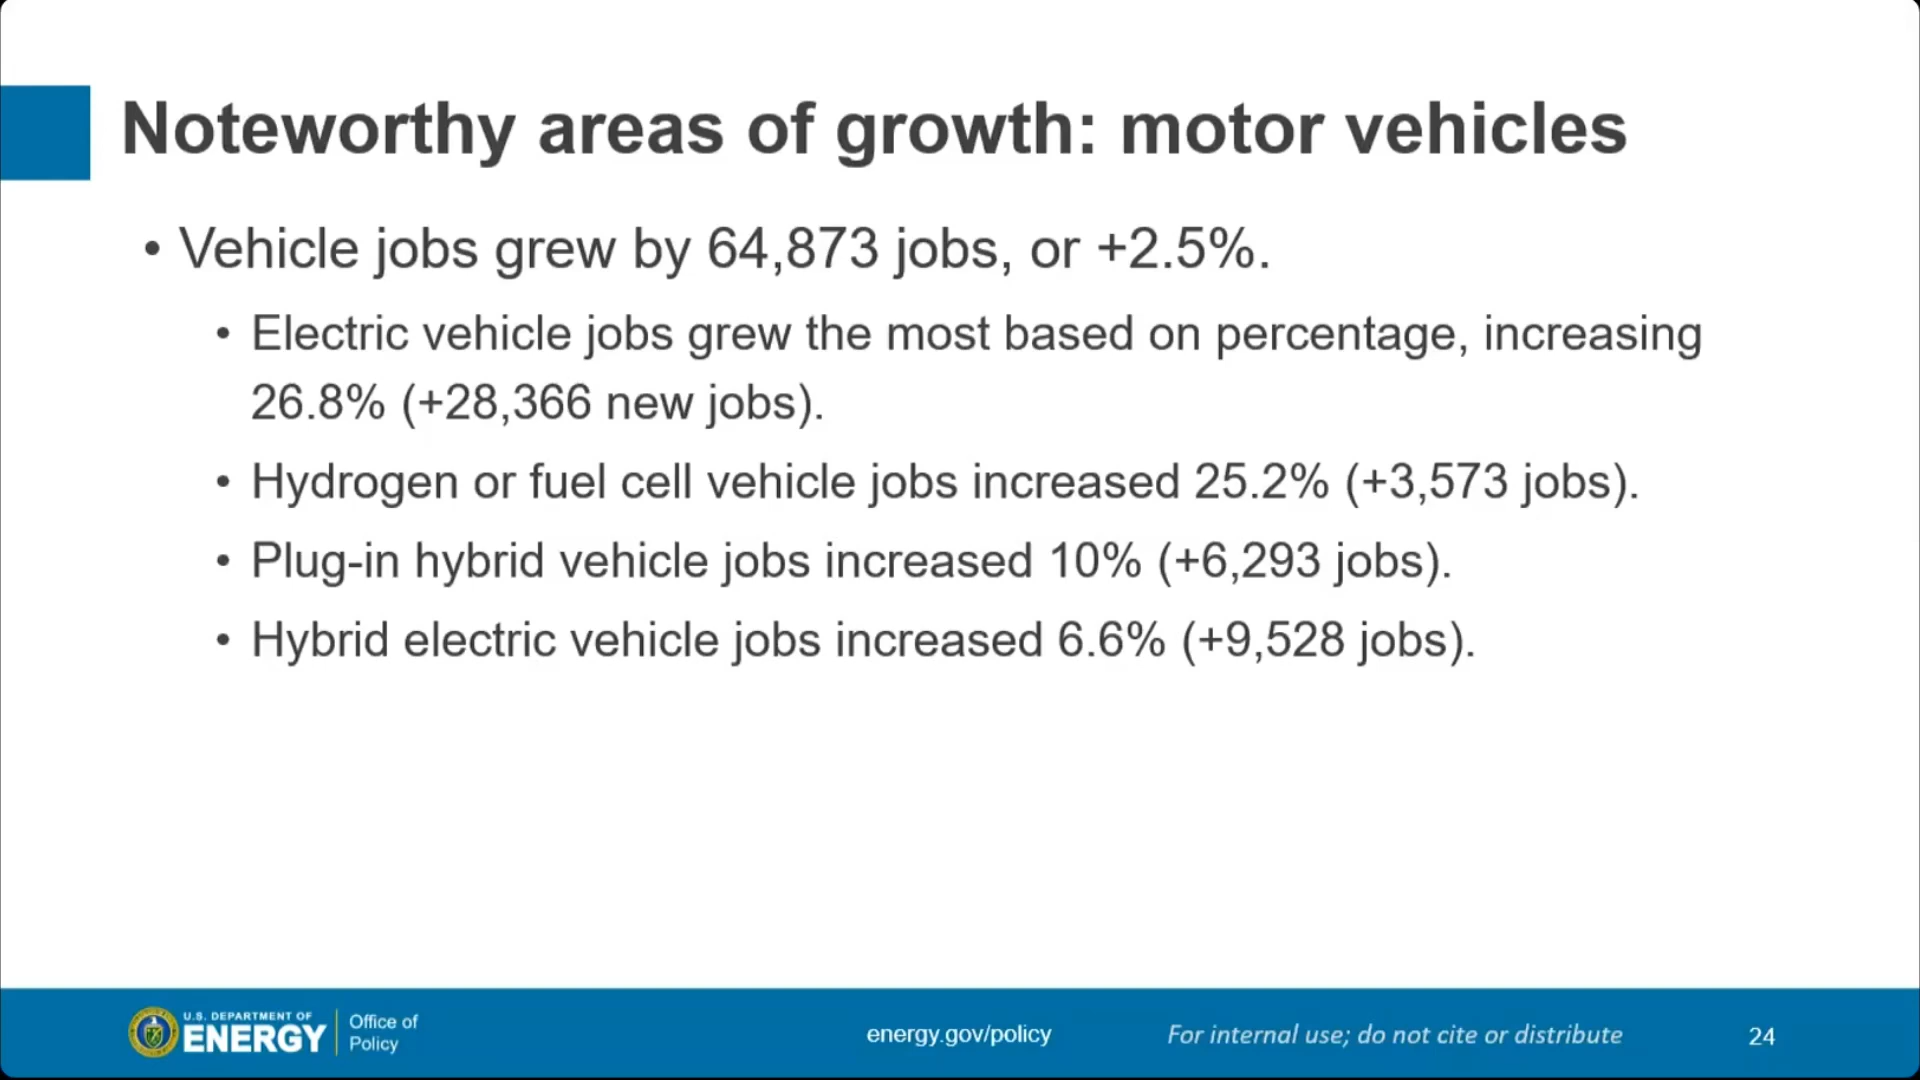 Noteworthy areas of growth: motor vehicles
• Vehicle jobs grew by 64,873 jobs, or +2.5%.
• Electric vehicle jobs grew the most based on percentage, increasing
26.8% (+28,366 new jobs).
• Hydrogen or fuel cell vehicle jobs increased 25.2% (+3,573 jobs).
• Plug-in hybrid vehicle jobs increased 10% (+6,293 jobs).
• Hybrid electric vehicle jobs increased 6.6% (+9,528 jobs).
U.S. DEPARTMENT OF
ENERGY
Office of
Policy
energy.gov/policy
For internal use; do not cite or distribute
24